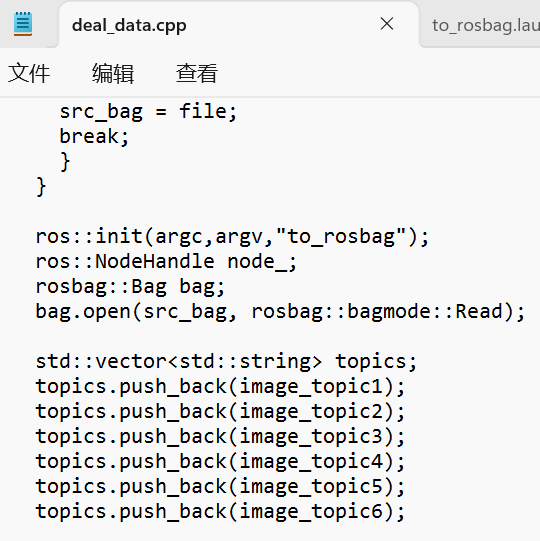 deal_data.cpp
to_rosbag.lau
文件 编辑 查看
src_bag = file;
break;
}
}
ros::init(argc,argv,"to_rosbag");
ros::NodeHandle node_;
rosbag::Bag bag;
bag.open(src_bag, rosbag::bagmode::Read);
std::vector<std::string> topics;
topics.push_back(image_topic1);
topics.push_back(image_topic2);
topics.push_back(image_topic3);
topics.push_back(image_topic4);
topics.push_back(image_topic5);
topics.push_back(image_topic6);